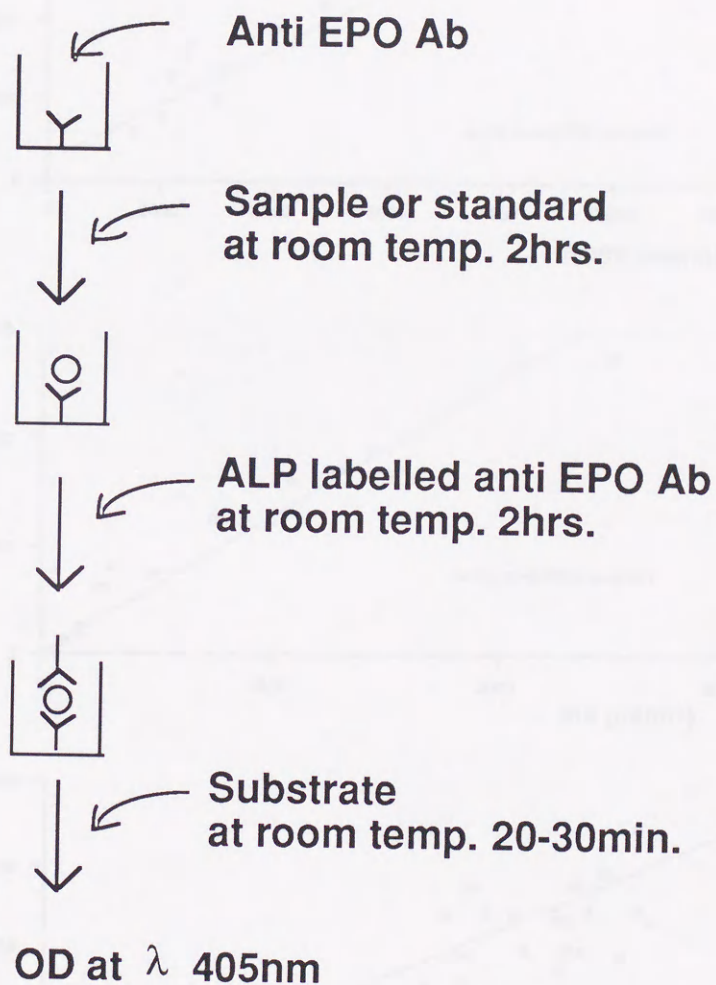 Anti EPO Ab
Sample or standard
at room temp. 2hrs.
ALP labelled anti EPO Ab
at room temp. 2hrs.
Substrate
at room temp. 20-30min.
OD at λ 405nm